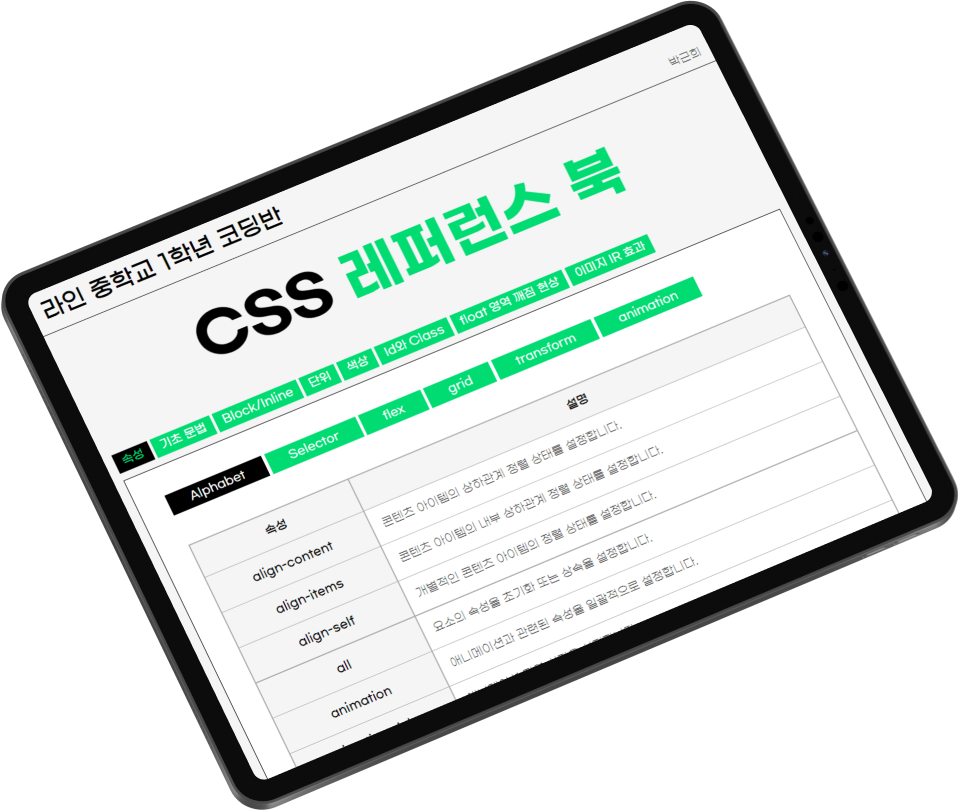 박근희
라인 중학교 1학년 코딩반
CSS 레퍼런스 북
속성 기초 문법 Block/Inline 단위 색상 Id와 Class float 영역 깨짐 현상 이미지 IR 효과
Alphabet Selector flex grid transform animation
속성 설명
align-content 콘텐츠 아이템의 상하관계 정렬 상태를 설정합니다.
align-items 콘텐츠 아이템의 내부 상하관계 정렬 상태를 설정합니다.
align-self 개별적인 콘텐츠 아이템의 정렬 상태를 설정합니다.
all 요소의 속성을 초기화 또는 상속을 설정합니다.
animation 애니메이션과 관련된 속성을 일괄적으로 설정합니다.